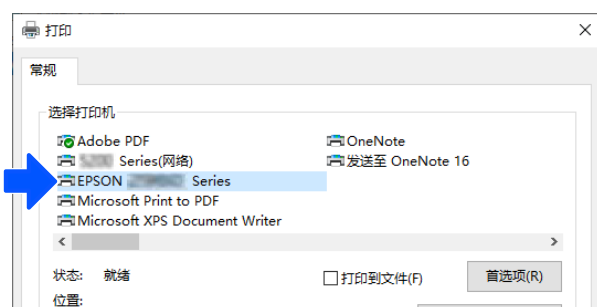 打印
常规
选择打印机
Adobe PDF
OneNote
Series(网络)
发送至 OneNote 16
EPSON Series
Microsoft Print to PDF
Microsoft XPS Document Writer
状态: 就绪
打印到文件(F)
首选项(R)
位置: